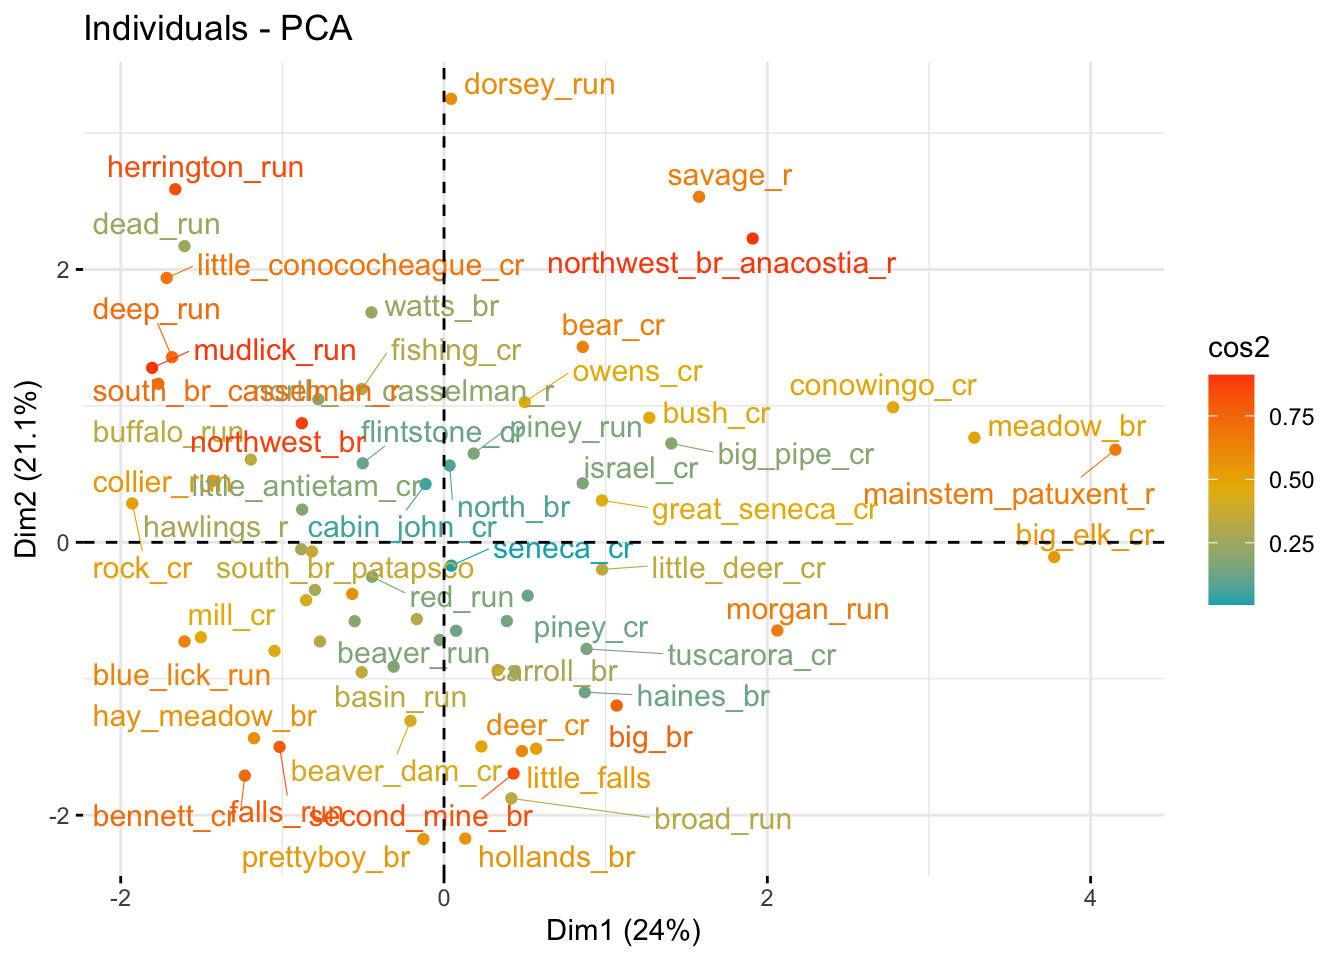 Individuals - PCA
dorsey_run
herrington_run
savage_r
dead_run
little_conococheague_cr
northwest_br_anacostia_r
2
deep_run
watts_br
bear_cr
mudlick_run
fishing_cr
owens_cr
conowingo_cr
south_br_casselman_r
north_br_casselman_r
bush_cr
meadow_br
buffalo_run
northwest_br
flintstone_cr
piney_run
big_pipe_cr
israel_cr
collier_run
little_antietam_cr
mainstem_patuxent_r
north_br
great_seneca_cr
hawlings_r
cabin_john_cr
big_elk_cr
0
seneca_cr
rock_cr
south_br_patapsco
little_deer_cr
red_run
mill_cr
morgan_run
piney_cr
beaver_run
tuscarora_cr
blue_lick_run
carroll_br
basin_run
haines_br
hay_meadow_br
deer_cr
big_br
beaver_dam_cr
little_falls
-2
bennett_cr
falls_run
second_mine_br
broad_run
prettyboy_br
hollands_br
-2
0
2
4
Dim1 (24%)
Dim2 (21.1%)
cos2
0.75
0.50
0.25